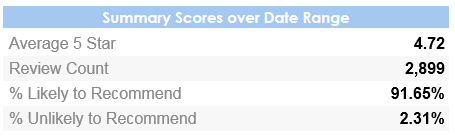 Summary Scores over Date Range
Average 5 Star 4.72
Review Count 2,899
% Likely to Recommend 91.65%
% Unlikely to Recommend 2.31%